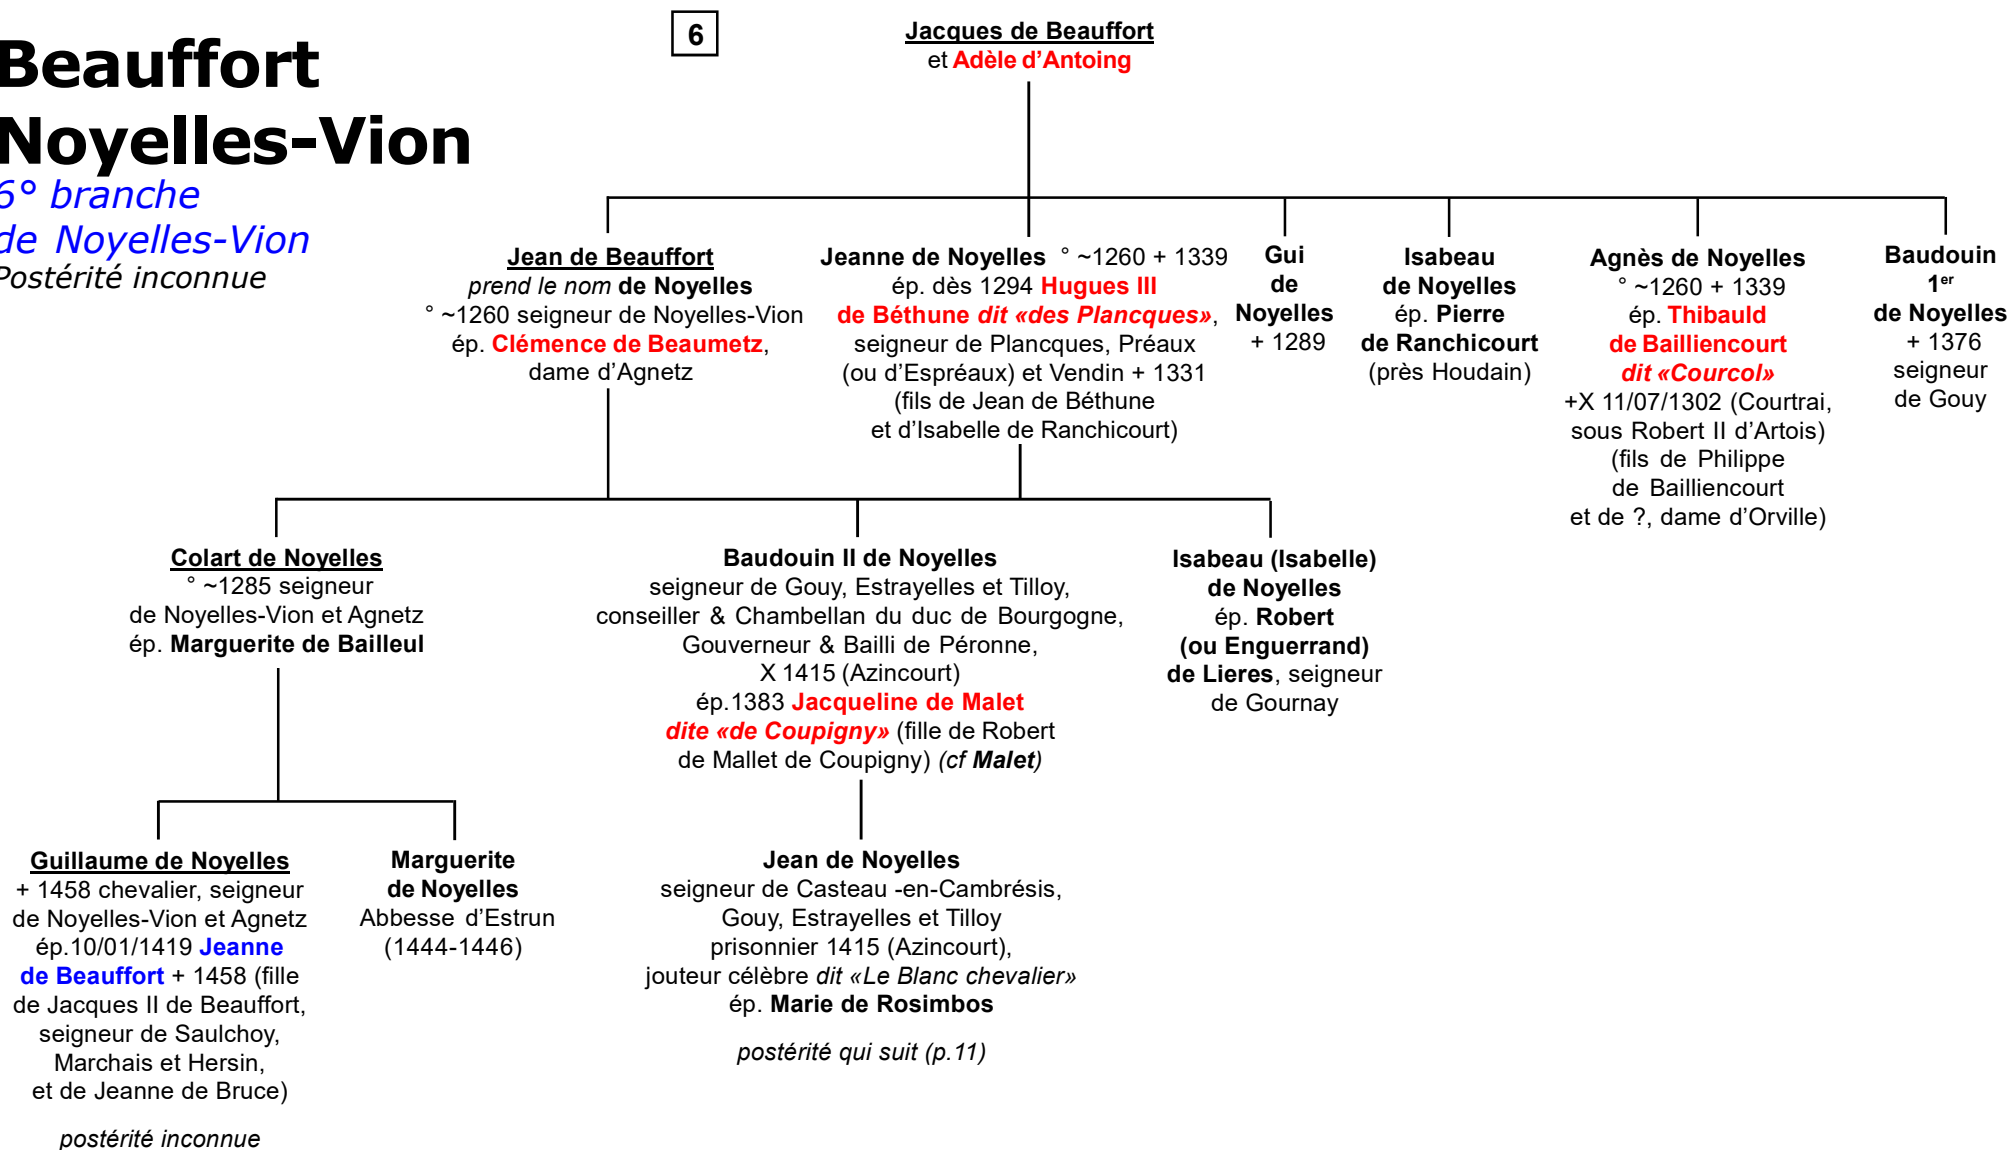 Beauffort
Noyelles-Vion
6° branche
de Noyelles-Vion
Postérité inconnue
6
Jacques de Beauffort
et Adèle d’Antoing
Jean de Beauffort
prend le nom de Noyelles
° ~1260 seigneur de Noyelles-Vion
ép. Clémence de Beaumetz,
dame d’Agnetz
Jeanne de Noyelles ° ~1260 + 1339
ép. dès 1294 Hugues III
de Béthune dit «des Plancques»,
seigneur de Plancques, Préaux
(ou d’Espréaux) et Vendin + 1331
(fils de Jean de Béthune
et d’Isabelle de Ranchicourt)
Gui
de
Noyelles
+ 1289
Isabeau
de Noyelles
ép. Pierre
de Ranchicourt
(près Houdain)
Agnès de Noyelles
° ~1260 + 1339
ép. Thibauld
de Bailliencourt
dit «Courcol»
+X 11/07/1302 (Courtrai,
sous Robert II d’Artois)
(fils de Philippe
de Bailliencourt
et de ?, dame d’Orville)
Baudouin
1er
de Noyelles
+ 1376
seigneur
de Gouy
Colart de Noyelles
° ~1285 seigneur
de Noyelles-Vion et Agnetz
ép. Marguerite de Bailleul
Baudouin II de Noyelles
seigneur de Gouy, Estrayelles et Tilloy,
conseiller & Chambellan du duc de Bourgogne,
Gouverneur & Bailli de Péronne,
X 1415 (Azincourt)
ép.1383 Jacqueline de Malet
dite «de Coupigny» (fille de Robert
de Mallet de Coupigny) (cf Malet)
Isabeau (Isabelle)
de Noyelles
ép. Robert
(ou Enguerrand)
de Lieres, seigneur
de Gournay
Guillaume de Noyelles
+ 1458 chevalier, seigneur
de Noyelles-Vion et Agnetz
ép.10/01/1419 Jeanne
de Beauffort + 1458 (fille
de Jacques II de Beauffort,
seigneur de Saulchoy,
Marchais et Hersin,
et de Jeanne de Bruce)
postérité inconnue
Marguerite
de Noyelles
Abbesse d’Estrun
(1444-1446)
Jean de Noyelles
seigneur de Casteau -en-Cambrésis,
Gouy, Estrayelles et Tilloy
prisonnier 1415 (Azincourt),
jouteur célèbre dit «Le Blanc chevalier»
ép. Marie de Rosimbos
postérité qui suit (p.11)